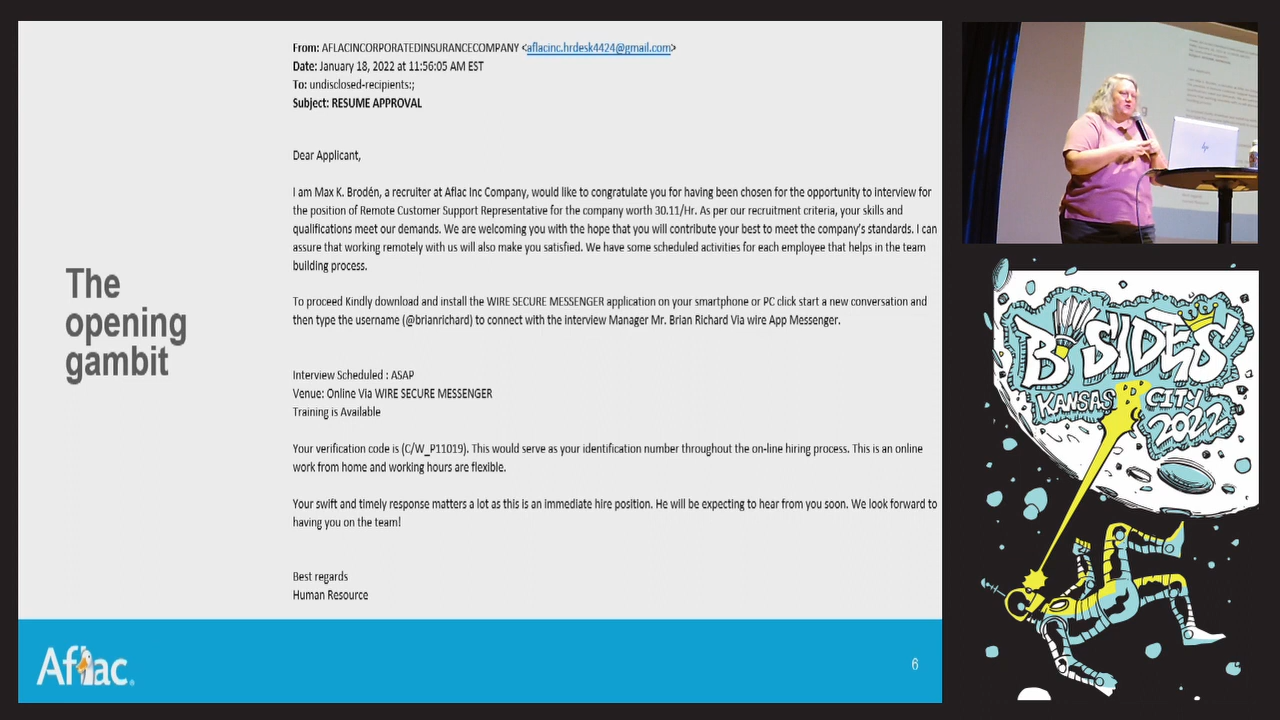 The
opening
gambit
From: AFLACINCORPORATEDINSURANCECOMPANY <aflacinc.hrdesk4424@gmail.com>
Date: January 18, 2022 at 11:56:05 AM EST
To: undisclosed-recipients:;
Subject: RESUME APPROVAL
Dear Applicant,
I am Max K. Brodén, a recruiter at Aflac Inc Company, would like to congratulate you for having been chosen for the opportunity to interview for
the position of Remote Customer Support Representative for the company worth 30.11/Hr. As per our recruitment criteria, your skills and
qualifications meet our demands. We are welcoming you with the hope that you will contribute your best to meet the company's standards. I can
assure that working remotely with us will also make you satisfied. We have some scheduled activities for each employee that helps in the team
building process.
To proceed Kindly download and install the WIRE SECURE MESSENGER application on your smartphone or PC click start a new conversation and
then type the username (@brianrichard) to connect with the interview Manager Mr. Brian Richard Via wire App Messenger.
Interview Scheduled : ASAP
Venue: Online Via WIRE SECURE MESSENGER
Training is Available
Your verification code is (C/W_P11019). This would serve as your identification number throughout the on-line hiring process. This is an online
work from home and working hours are flexible.
Your swift and timely response matters a lot as this is an immediate hire position. He will be expecting to hear from you soon. We look forward to
having you on the team!
Best regards
Human Resource
Aflac.
6
BSIDES
KANSAS CITY
2022